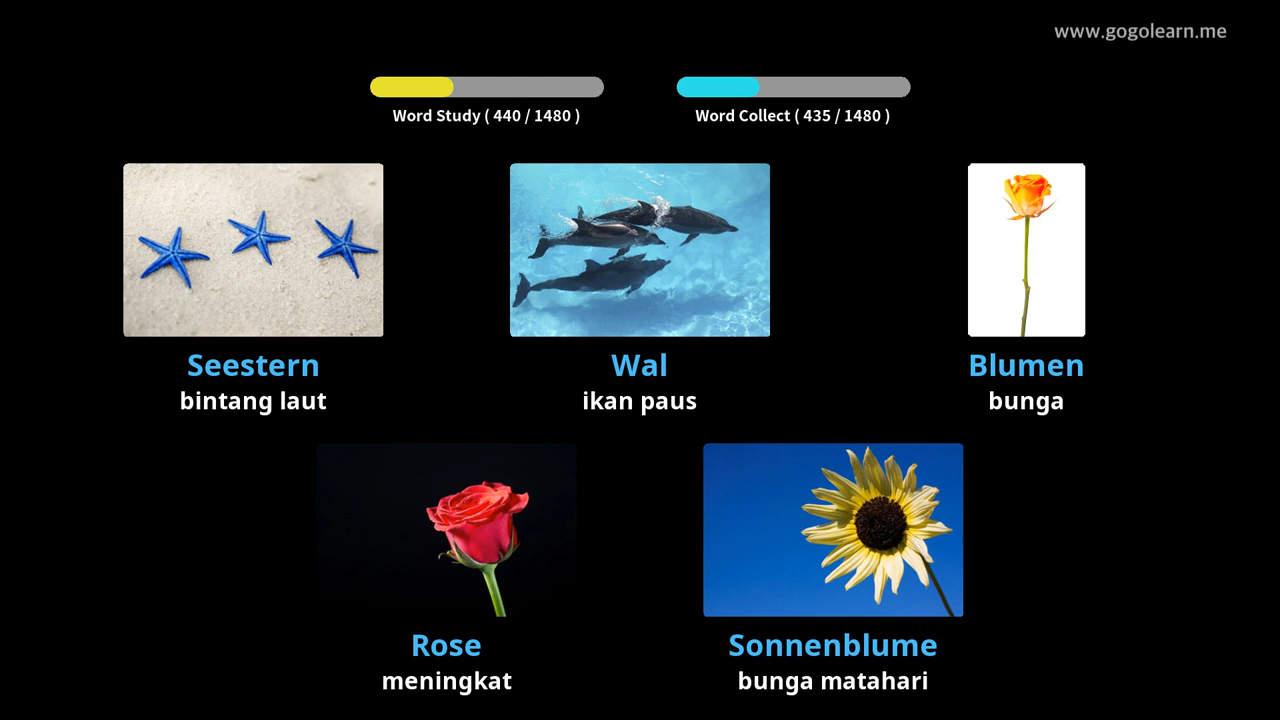 www.gogolearn.me
Word Study ( 440 / 1480 )
Word Collect ( 435 / 1480 )
Seestern
bintang laut
Wal
ikan paus
Blumen
bunga
Rose
meningkat
Sonnenblume
bunga matahari